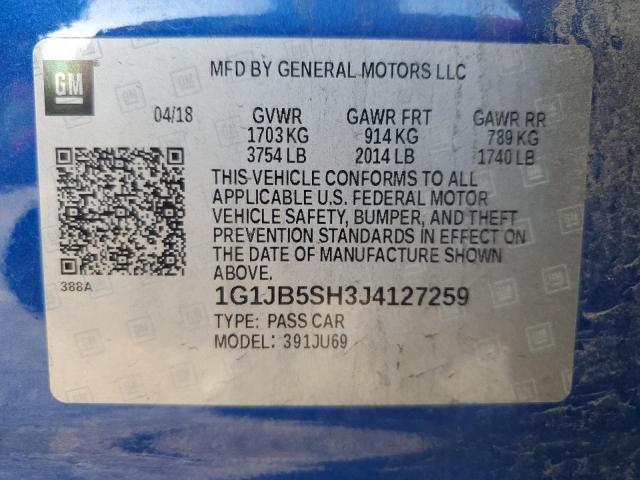 GM
MFD BY GENERAL MOTORS LLC
04/18 GVWR GAWR FRT GAWR RR
1703 KG 914 KG 789 KG
3754 LB 2014 LB 1740 LB
THIS VEHICLE CONFORMS TO ALL
APPLICABLE U.S. FEDERAL MOTOR
VEHICLE SAFETY, BUMPER, AND THEFT
PREVENTION STANDARDS IN EFFECT ON
THE DATE OF MANUFACTURE SHOWN
ABOVE.
388A
1G1JB5SH3J4127259
TYPE: PASS CAR
MODEL: 391JU69